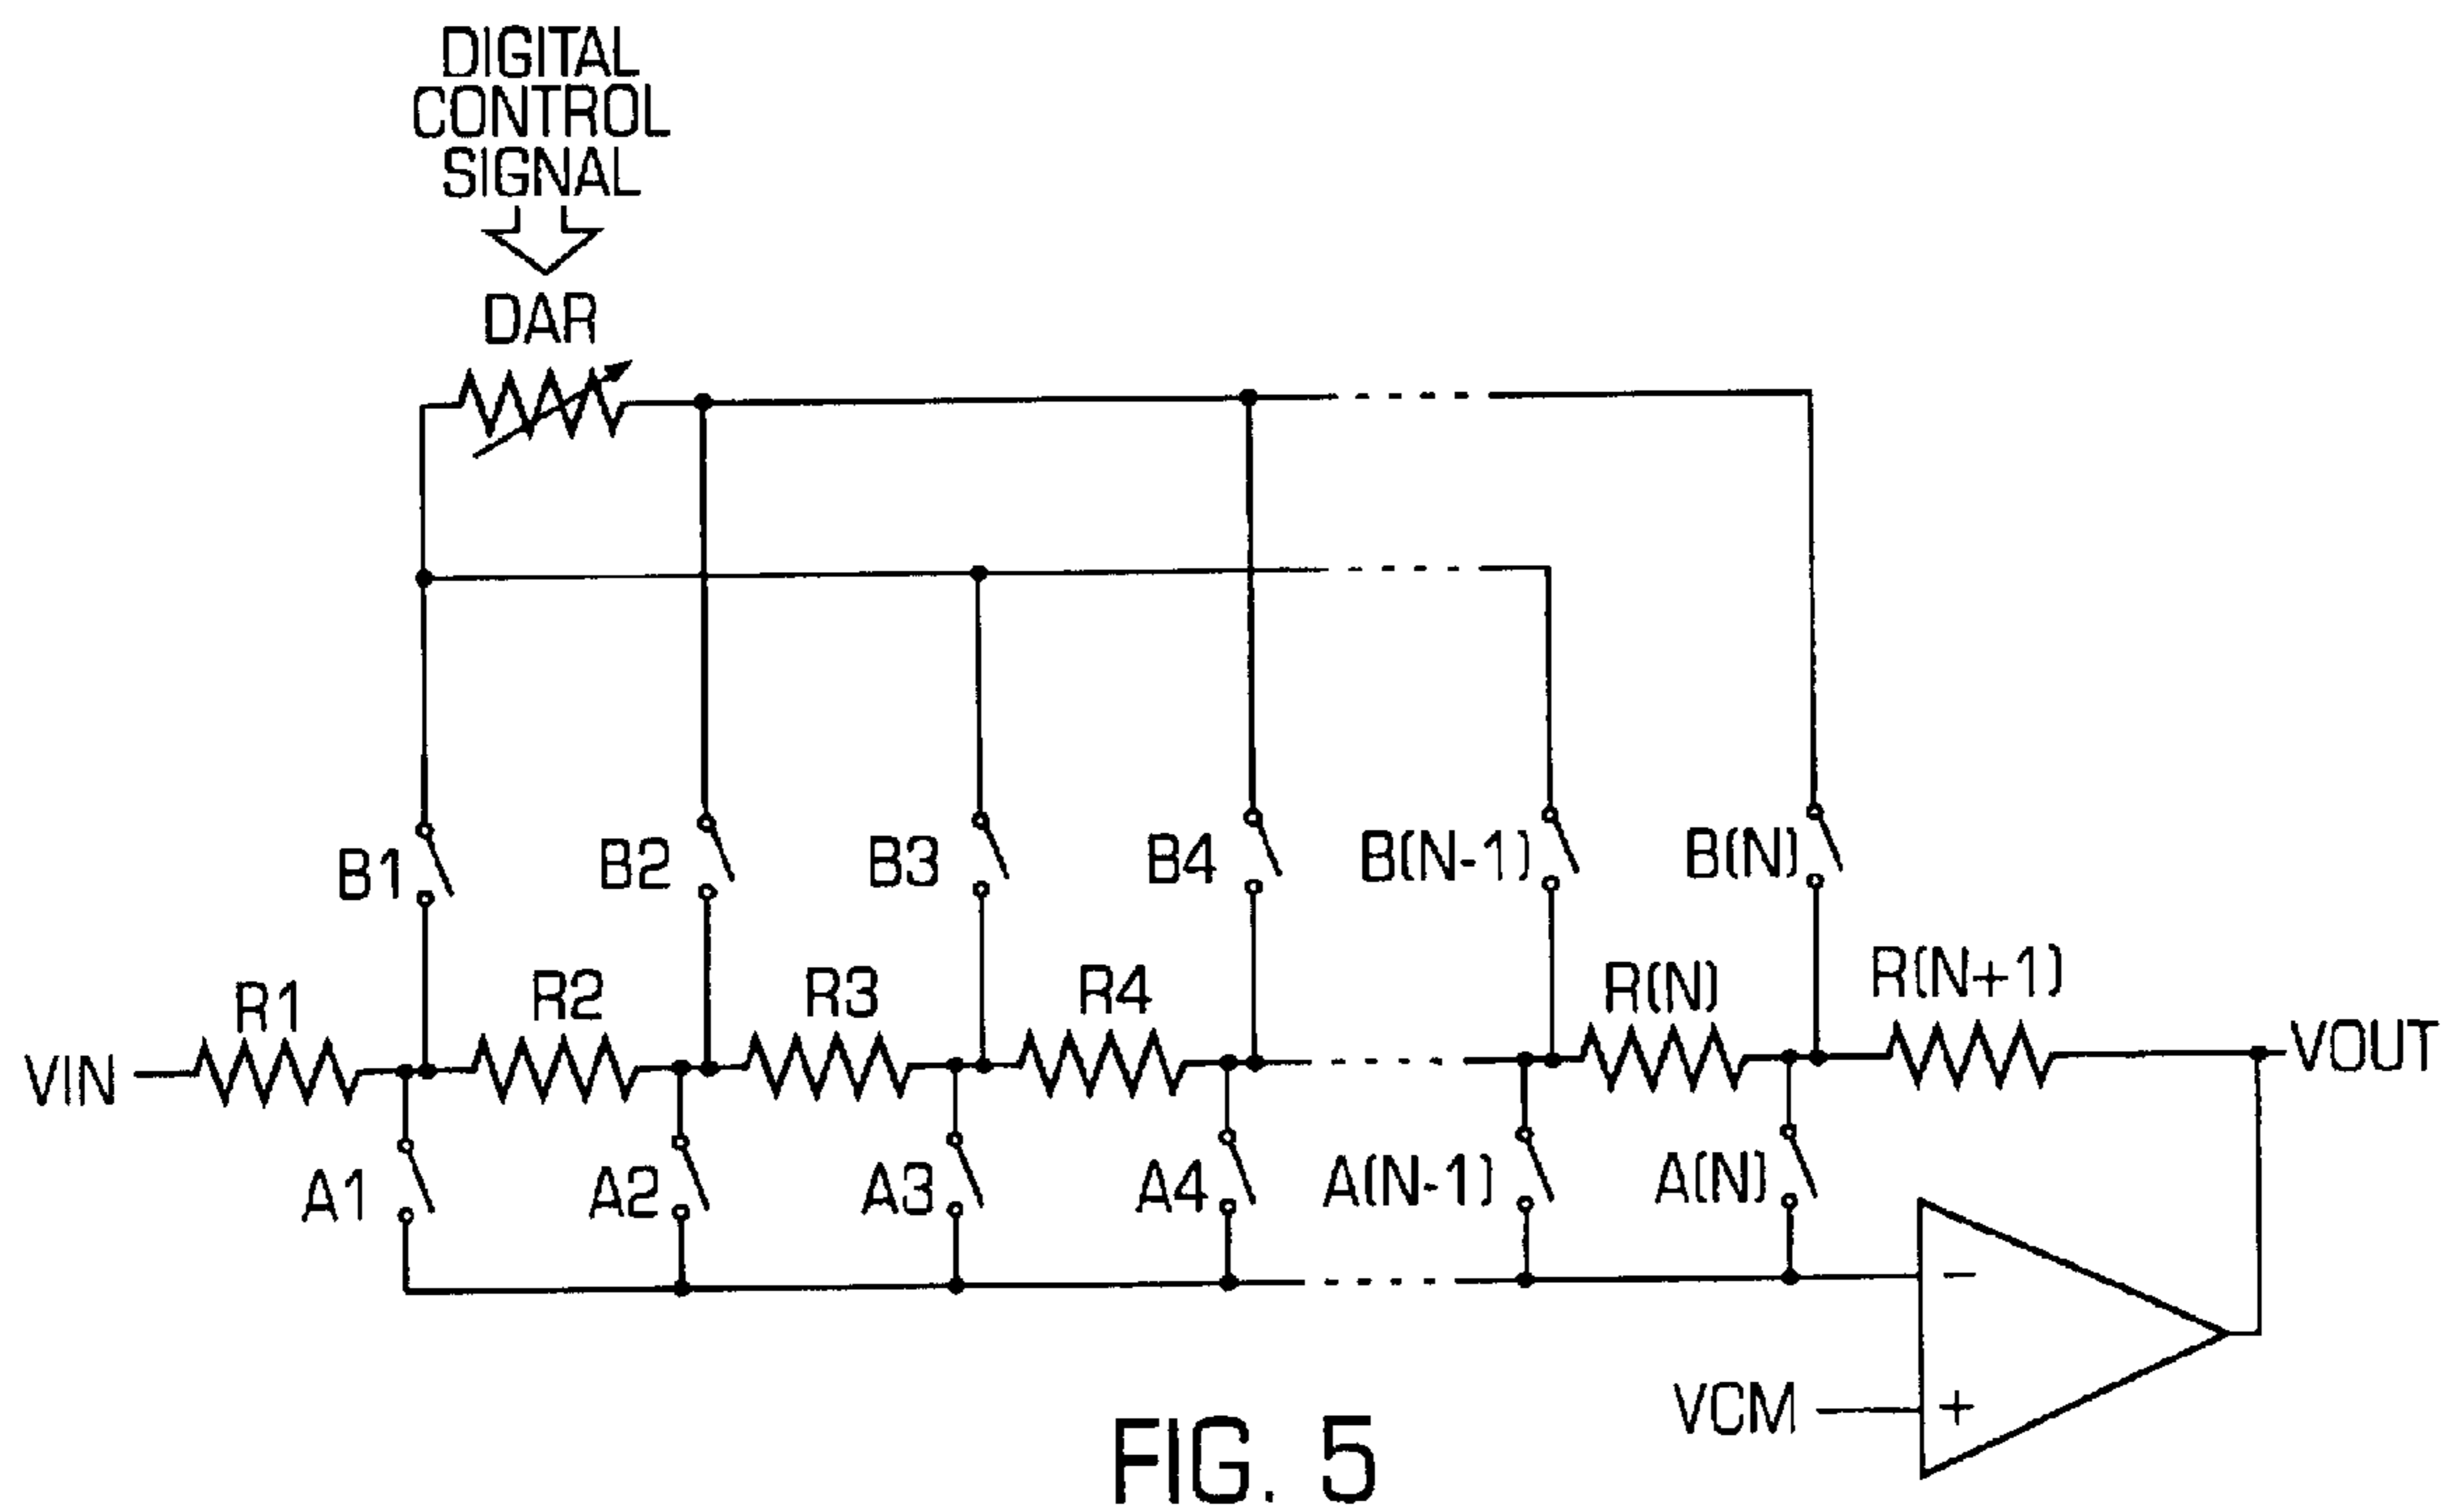 DIGITAL
CONTROL
SIGNAL
DAR
B1 B2 B3 B4 B(N-1) B(N)
R1 R2 R3 R4 R(N) R(N+1)
VIN VOUT
A1 A2 A3 A4 A(N-1) A(N)
−
VCM +
FIG. 5